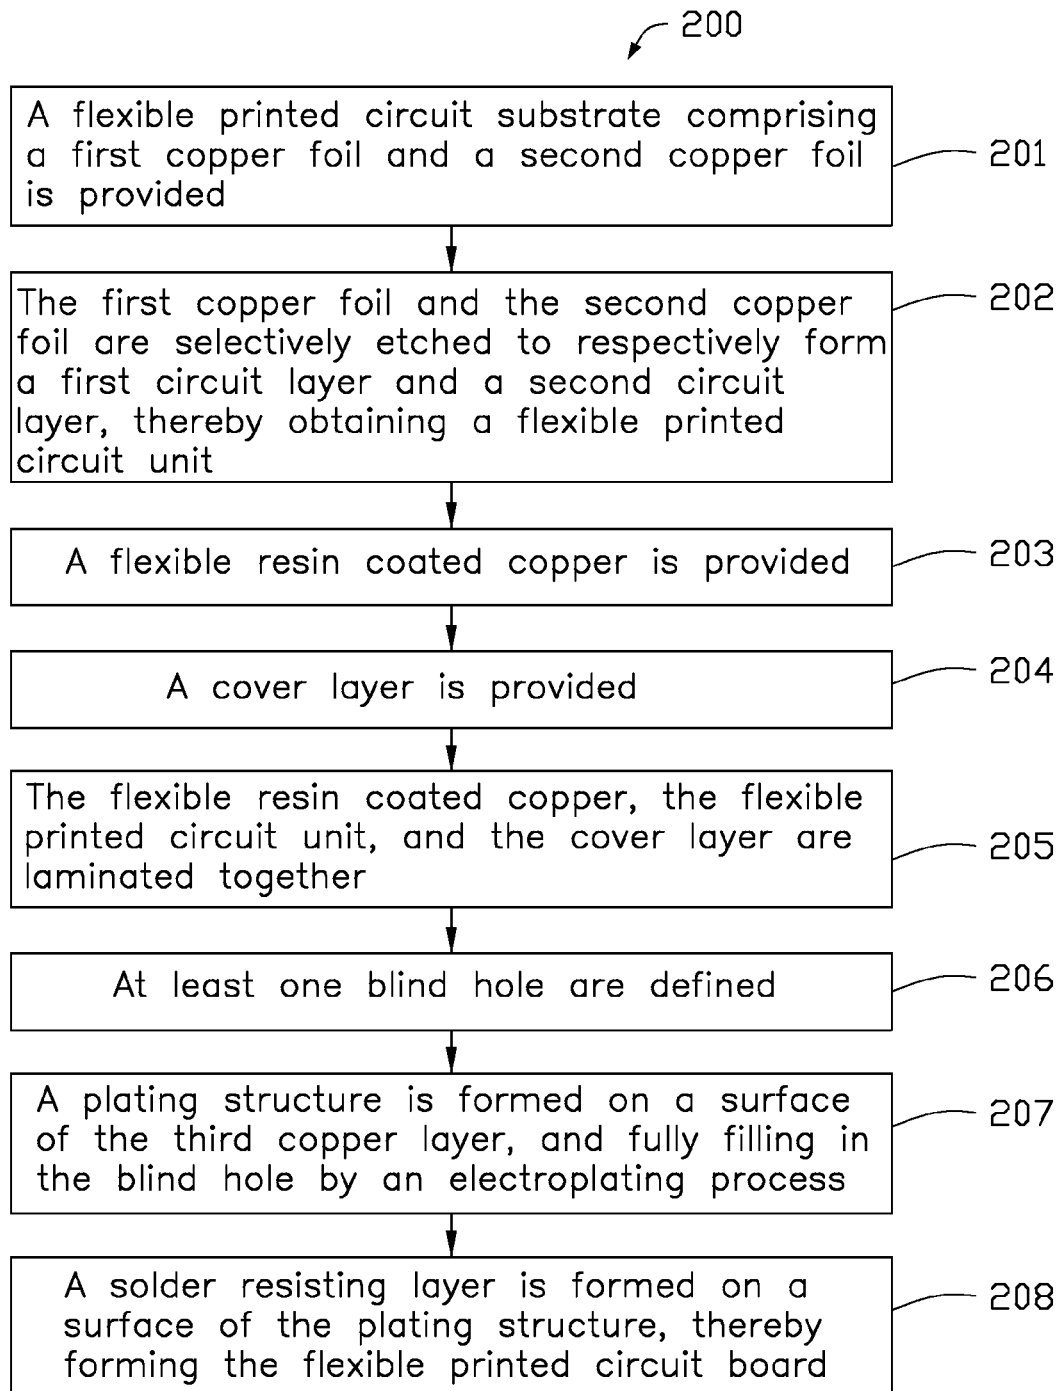 200
A flexible printed circuit substrate comprising
a first copper foil and a second copper foil
is provided
201
The first copper foil and the second copper
foil are selectively etched to respectively form
a first circuit layer and a second circuit
layer, thereby obtaining a flexible printed
circuit unit
202
A flexible resin coated copper is provided
203
A cover layer is provided
204
The flexible resin coated copper, the flexible
printed circuit unit, and the cover layer are
laminated together
205
At least one blind hole are defined
206
A plating structure is formed on a surface
of the third copper layer, and fully filling in
the blind hole by an electroplating process
207
A solder resisting layer is formed on a
surface of the plating structure, thereby
forming the flexible printed circuit board
208